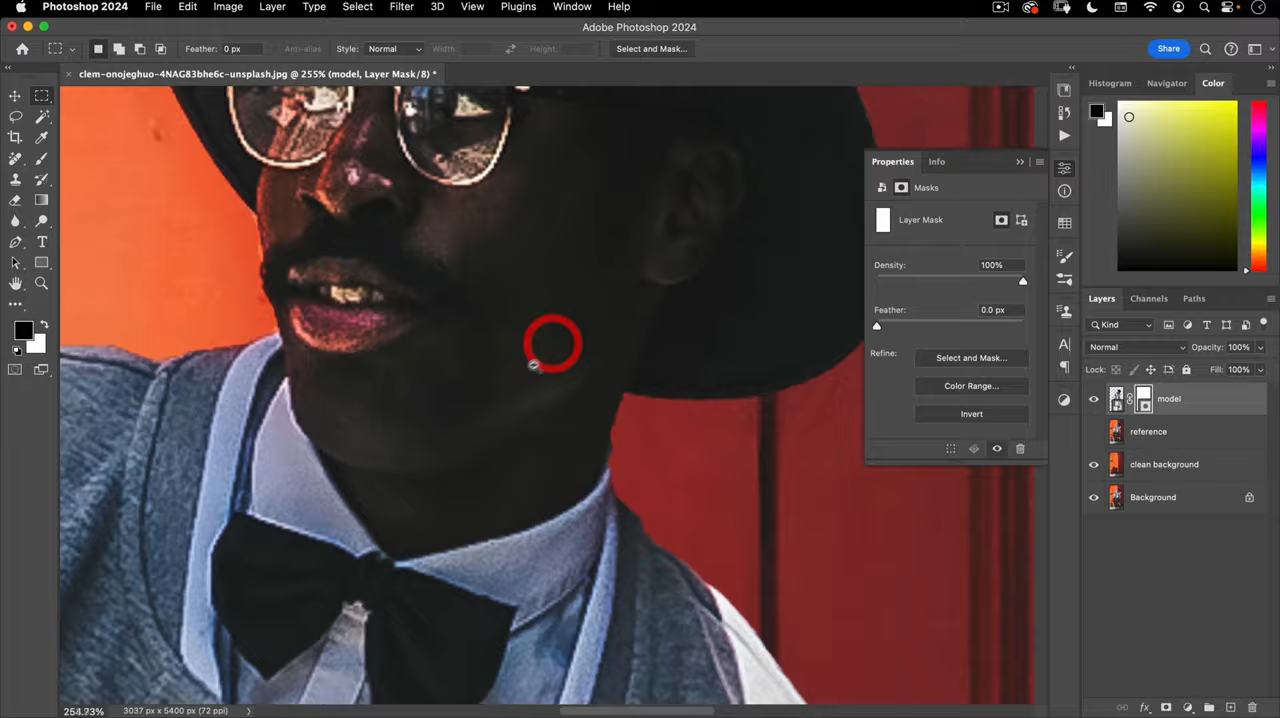 Photoshop 2024 File Edit Image Layer Type Select Filter 3D View Plugins Window Help
Adobe Photoshop 2024
Feather: 0 px Anti-alias Style: Normal Width: Height: Select and Mask... Share
clem-onojeghuo-4NAG83bhe6c-unsplash.jpg @ 255% (model, Layer Mask/8) *
Histogram Navigator Color
Properties Info
Masks
Layer Mask
Density: 100%
Feather: 0.0 px
Refine: Select and Mask...
Color Range...
Invert
Layers Channels Paths
Kind
Normal Opacity: 100%
Lock: Fill: 100%
model
reference
clean background
Background
254.73% 3037 px x 5400 px (72 ppi)